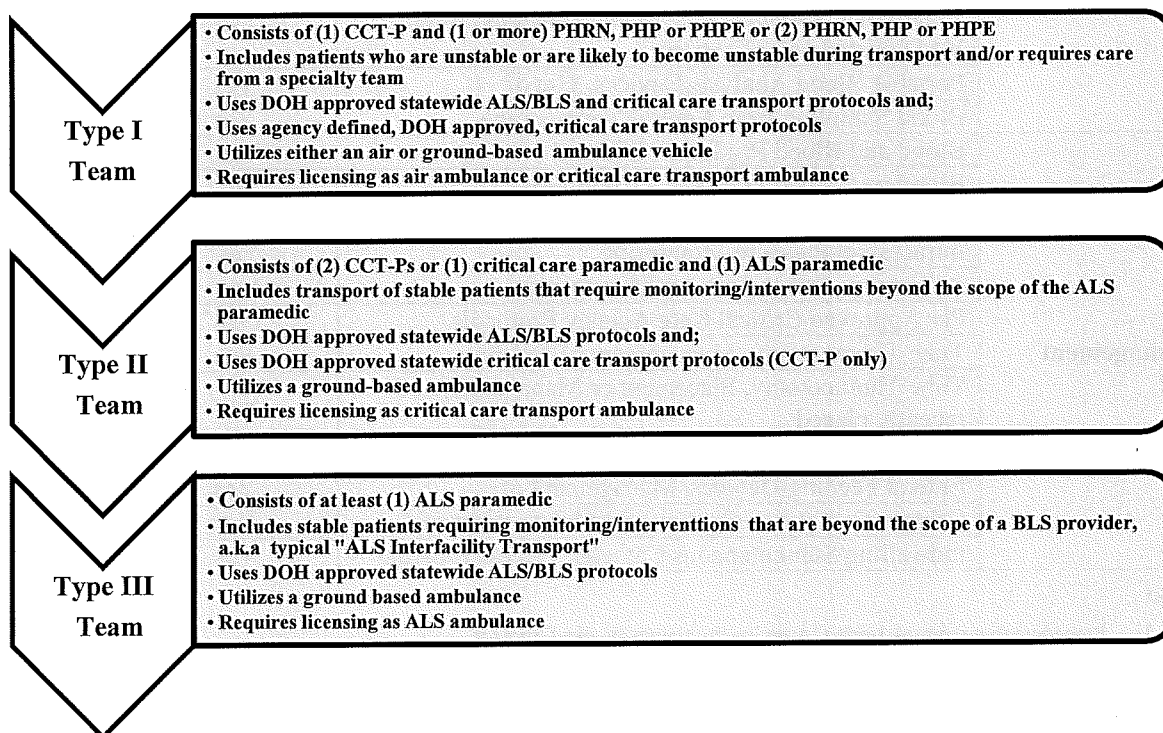 Type I
Team
• Consists of (1) CCT-P and (1 or more) PHRN, PHP or PHPE or (2) PHRN, PHP or PHPE
• Includes patients who are unstable or are likely to become unstable during transport and/or requires care
from a specialty team
• Uses DOH approved statewide ALS/BLS and critical care transport protocols and;
• Uses agency defined, DOH approved, critical care transport protocols
• Utilizes either an air or ground-based ambulance vehicle
• Requires licensing as air ambulance or critical care transport ambulance
Type II
Team
• Consists of (2) CCT-Ps or (1) critical care paramedic and (1) ALS paramedic
• Includes transport of stable patients that require monitoring/interventions beyond the scope of the ALS
paramedic
• Uses DOH approved statewide ALS/BLS protocols and;
• Uses DOH approved statewide critical care transport protocols (CCT-P only)
• Utilizes a ground-based ambulance
• Requires licensing as critical care transport ambulance
Type III
Team
• Consists of at least (1) ALS paramedic
• Includes stable patients requiring monitoring/interventtions that are beyond the scope of a BLS provider,
a.k.a typical "ALS Interfacility Transport"
• Uses DOH approved statewide ALS/BLS protocols
• Utilizes a ground based ambulance
• Requires licensing as ALS ambulance